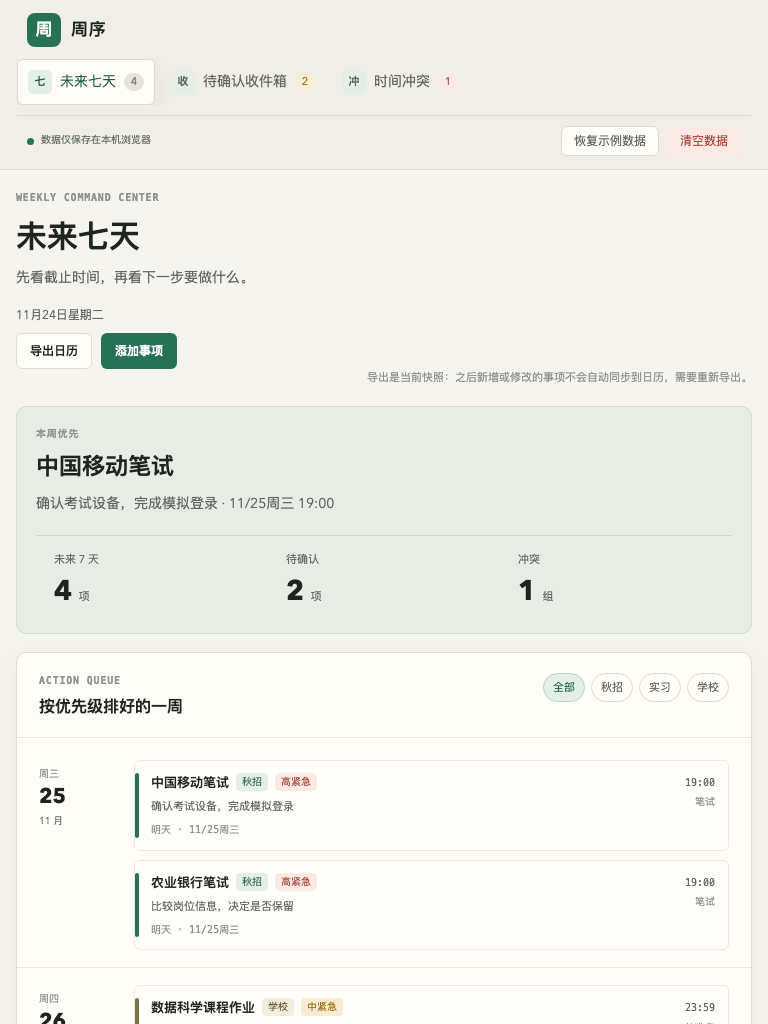 周 周序
七 未来七天 4 收 待确认收件箱 2 冲 时间冲突 1
数据仅保存在本机浏览器 恢复示例数据 清空数据
WEEKLY COMMAND CENTER
未来七天
先看截止时间，再看下一步要做什么。
11月24日星期二
导出日历 添加事项
导出是当前快照：之后新增或修改的事项不会自动同步到日历，需要重新导出。
本周优先
中国移动笔试
确认考试设备，完成模拟登录 · 11/25周三 19:00
未来 7 天 待确认 冲突
4 项 2 项 1 组
ACTION QUEUE
按优先级排好的一周
全部 秋招 实习 学校
周三
25
11 月
中国移动笔试 秋招 高紧急 19:00
确认考试设备，完成模拟登录 笔试
明天 · 11/25周三
农业银行笔试 秋招 高紧急 19:00
比较岗位信息，决定是否保留 笔试
明天 · 11/25周三
周四
26
数据科学课程作业 学校 中紧急 23:59